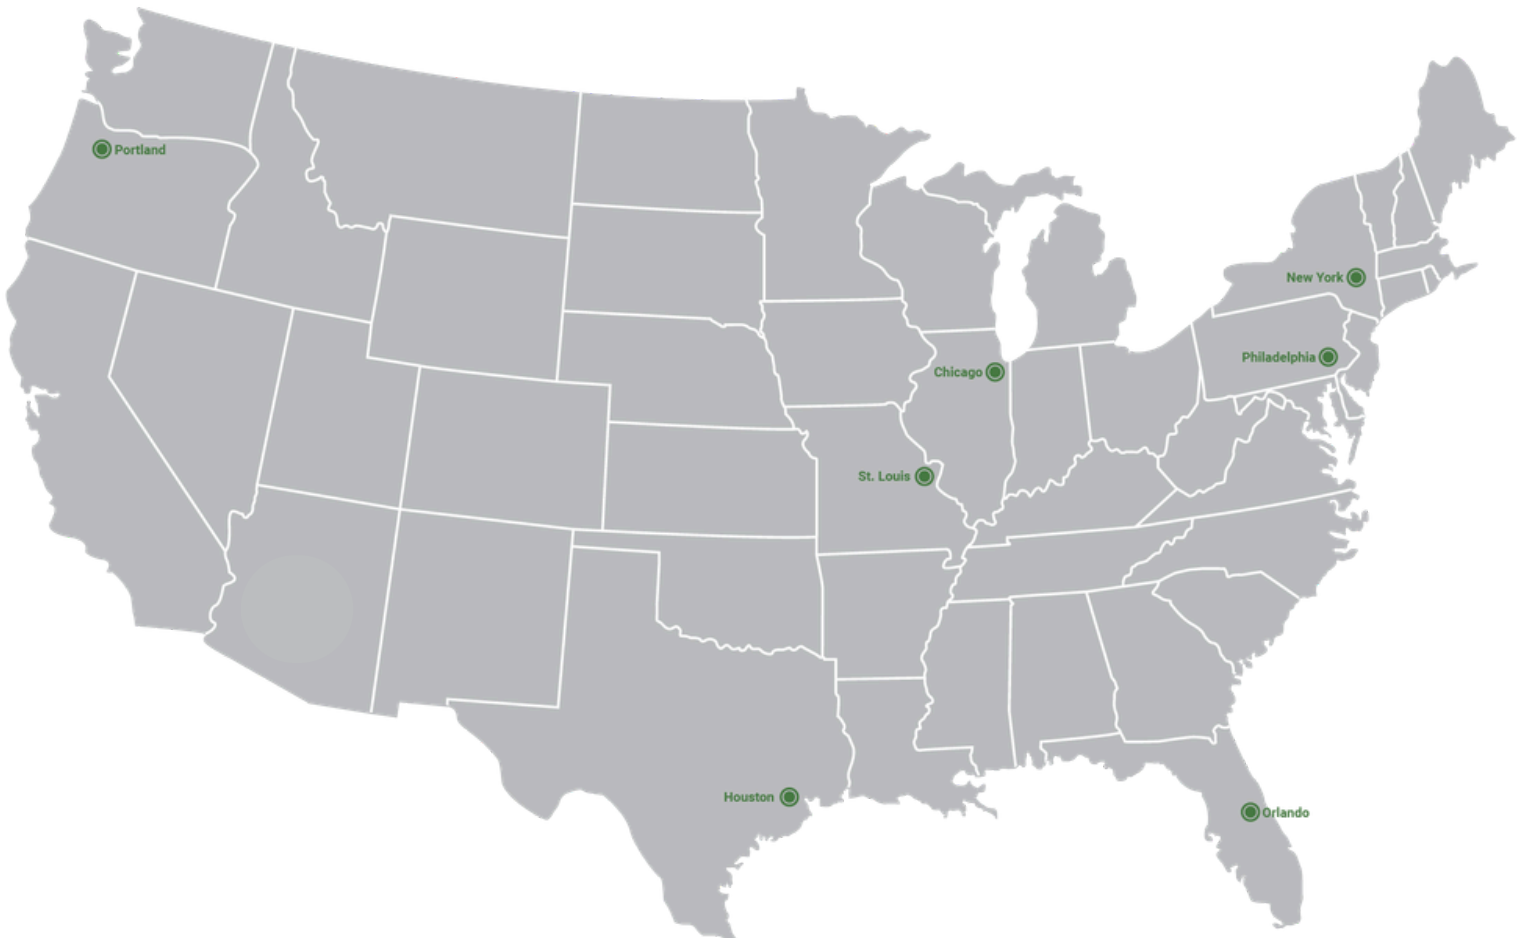 Portland
New York
Philadelphia
Chicago
St. Louis
Houston
Orlando